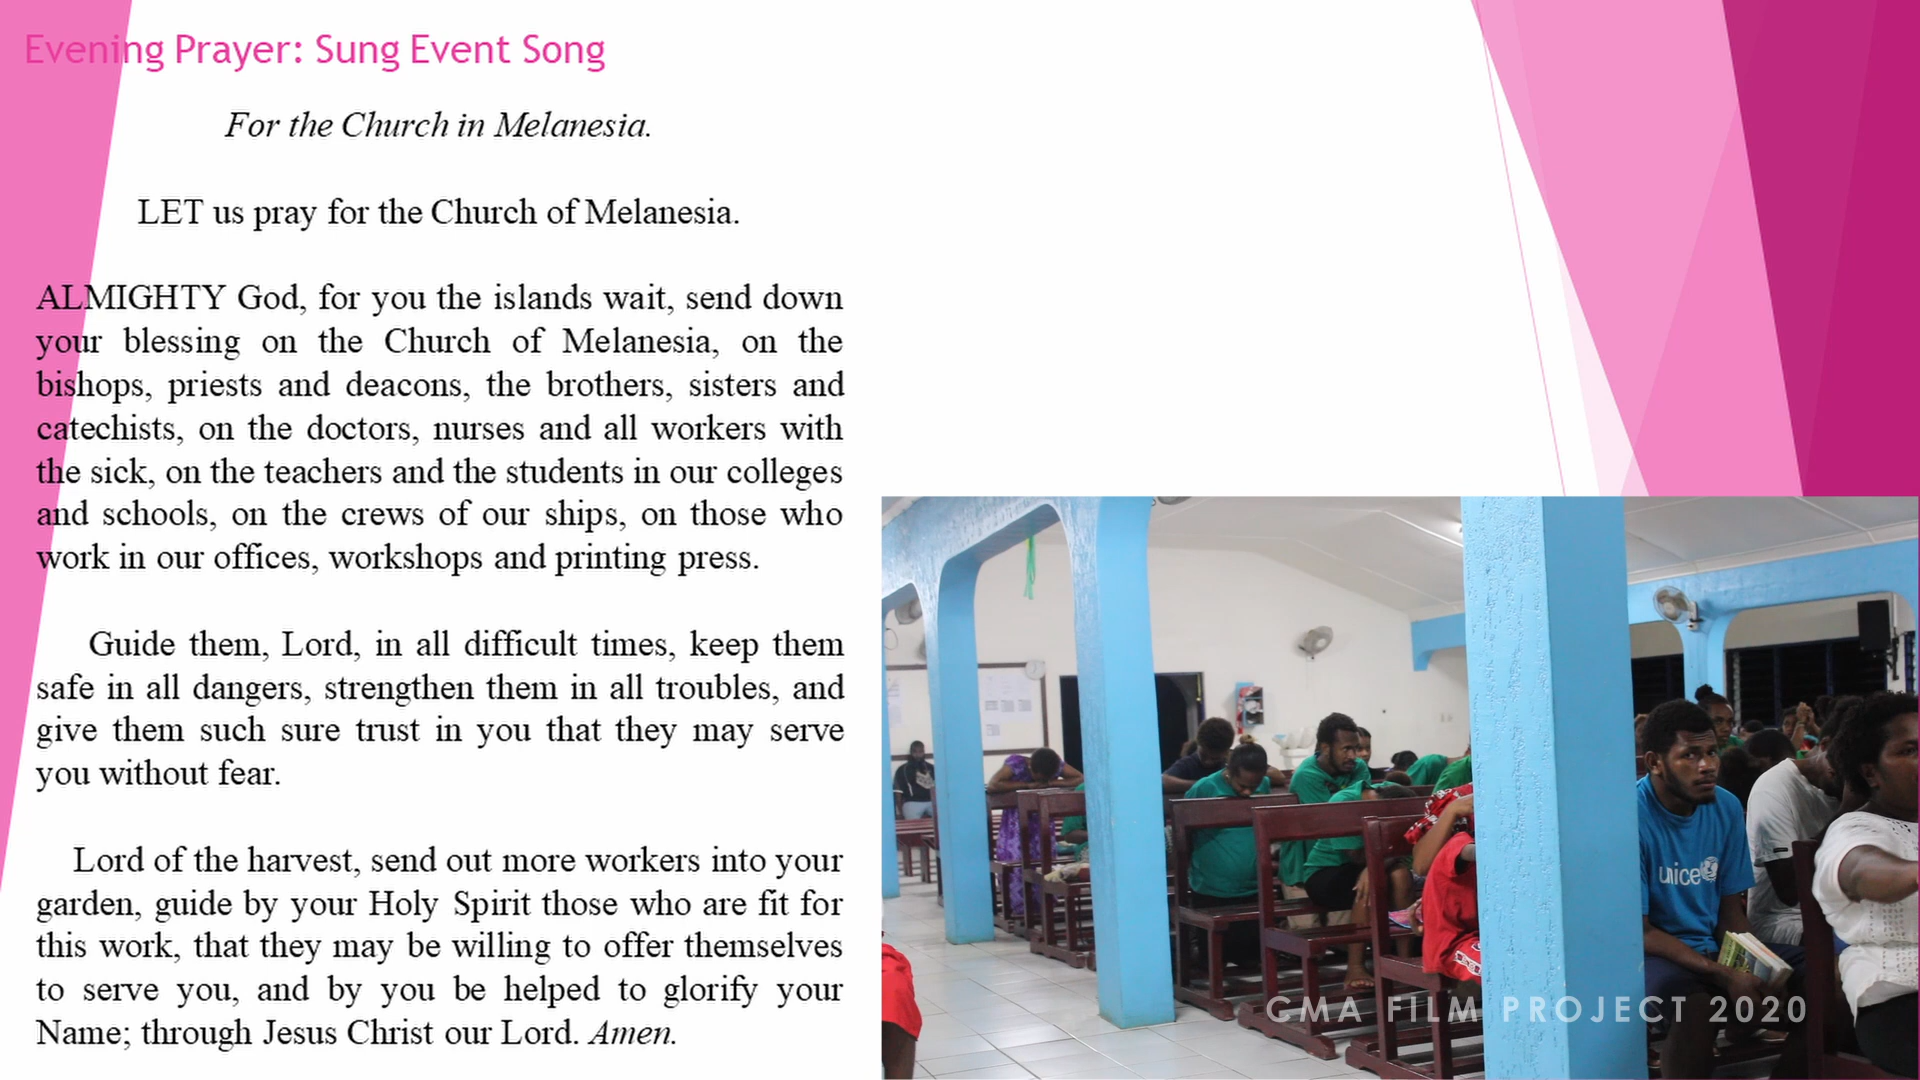 Evening Prayer: Sung Event Song
For the Church in Melanesia.
LET us pray for the Church of Melanesia.
ALMIGHTY God, for you the islands wait, send down
your blessing on the Church of Melanesia, on the
bishops, priests and deacons, the brothers, sisters and
catechists, on the doctors, nurses and all workers with
the sick, on the teachers and the students in our colleges
and schools, on the crews of our ships, on those who
work in our offices, workshops and printing press.
Guide them, Lord, in all difficult times, keep them
safe in all dangers, strengthen them in all troubles, and
give them such sure trust in you that they may serve
you without fear.
Lord of the harvest, send out more workers into your
garden, guide by your Holy Spirit those who are fit for
this work, that they may be willing to offer themselves
to serve you, and by you be helped to glorify your
Name; through Jesus Christ our Lord. Amen.
unice
GMA FILM PROJECT 2020